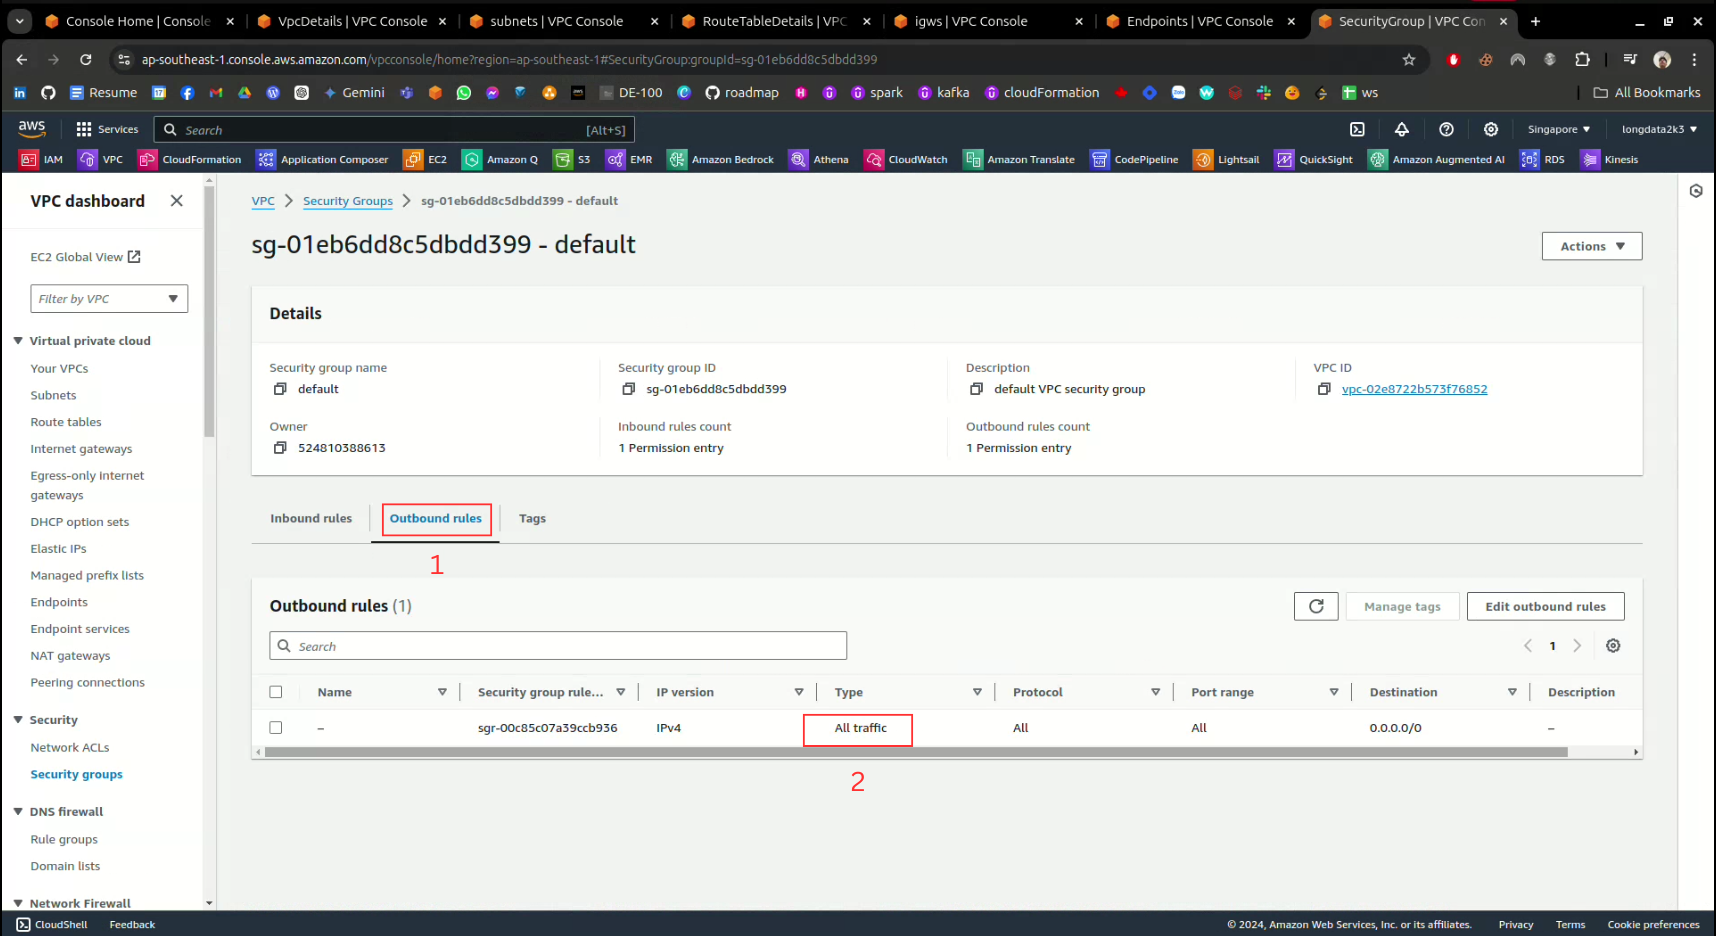 Console Home | Console
VpcDetails | VPC Console
subnets | VPC Console
RouteTableDetails | VPC
igws | VPC Console
Endpoints | VPC Console
SecurityGroup | VPC Con
ap-southeast-1.console.aws.amazon.com/vpcconsole/home?region=ap-southeast-1#SecurityGroup:groupId=sg-01eb6dd8c5dbdd399
Resume
Gemini
DE-100
roadmap
spark
kafka
cloudFormation
ws
All Bookmarks
aws
Services
Search
[Alt+S]
Singapore
longdata2k3
IAM
VPC
CloudFormation
Application Composer
EC2
Amazon Q
S3
EMR
Amazon Bedrock
Athena
CloudWatch
Amazon Translate
CodePipeline
Lightsail
QuickSight
Amazon Augmented AI
RDS
Kinesis
VPC dashboard
EC2 Global View
Filter by VPC
Virtual private cloud
Your VPCs
Subnets
Route tables
Internet gateways
Egress-only Internet
gateways
DHCP option sets
Elastic IPs
Managed prefix lists
Endpoints
Endpoint services
NAT gateways
Peering connections
Security
Network ACLs
Security groups
DNS firewall
Rule groups
Domain lists
Network Firewall
VPC
Security Groups
sg-01eb6dd8c5dbdd399 - default
sg-01eb6dd8c5dbdd399 - default
Actions
Details
Security group name
default
Security group ID
sg-01eb6dd8c5dbdd399
Description
default VPC security group
VPC ID
vpc-02e8722b573f76852
Owner
524810388613
Inbound rules count
1 Permission entry
Outbound rules count
1 Permission entry
Inbound rules
Outbound rules
Tags
1
Outbound rules (1)
Manage tags
Edit outbound rules
Search
1
Name
Security group rule...
IP version
Type
Protocol
Port range
Destination
Description
–
sgr-00c85c07a39ccb936
IPv4
All traffic
All
All
0.0.0.0/0
–
2
CloudShell
Feedback
© 2024, Amazon Web Services, Inc. or its affiliates.
Privacy
Terms
Cookie preferences